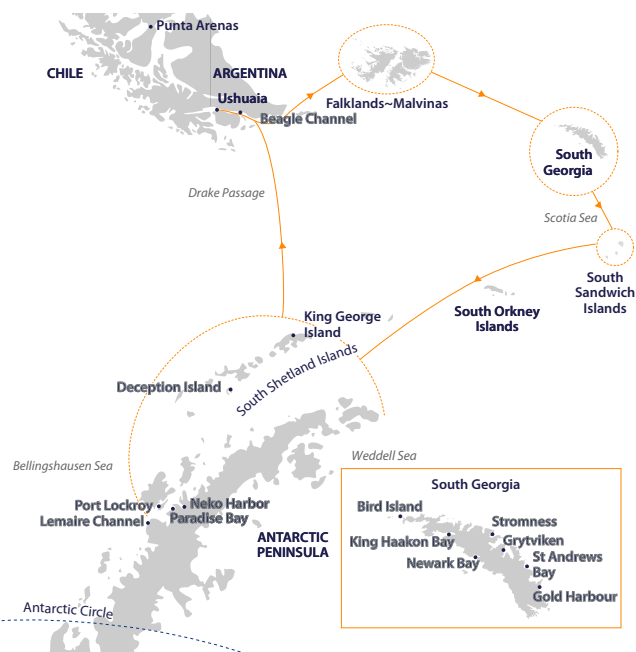 Punta Arenas
CHILE
ARGENTINA
Ushuaia
Beagle Channel
Falklands~Malvinas
South
Georgia
Drake Passage
Scotia Sea
South
Sandwich
Islands
South Orkney
Islands
King George
Island
South Shetland Islands
Deception Island
Bellingshausen Sea
Weddell Sea
Port Lockroy
Neko Harbor
Lemaire Channel
Paradise Bay
ANTARCTIC
PENINSULA
Antarctic Circle
South Georgia
Bird Island
Stromness
King Haakon Bay
Grytviken
Newark Bay
St Andrews
Bay
Gold Harbour